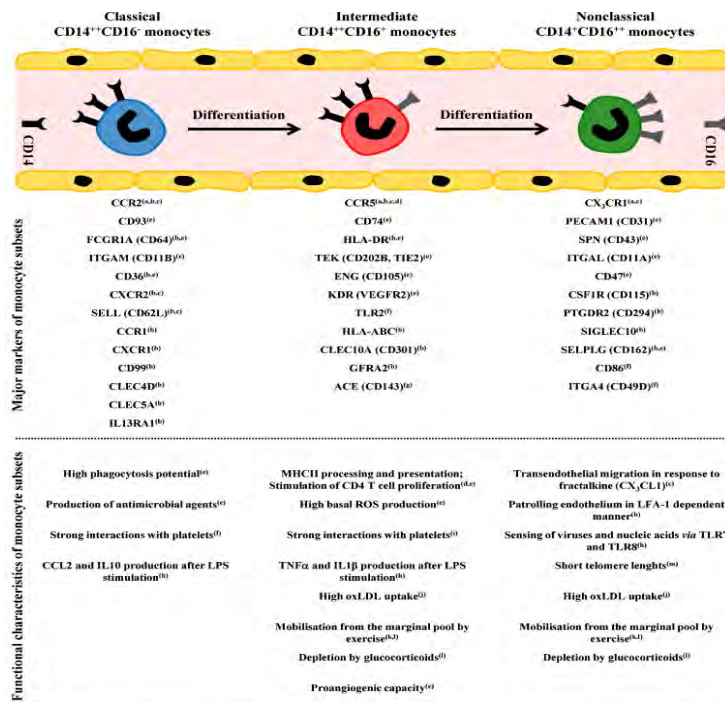 Classical
CD14++CD16- monocytes
Intermediate
CD14++CD16+ monocytes
Nonclassical
CD14+CD16++ monocytes
CD14
Differentiation
Differentiation
CD16
Major markers of monocyte subsets
CCR2(a,b,c)
CD93(e)
FCGR1A (CD64)(b,e)
ITGAM (CD11B)(e)
CD36(b,e)
CXCR2(b,c)
SELL (CD62L)(b,c)
CCR1(b)
CXCR1(b)
CD99(b)
CLEC4D(b)
CLEC5A(b)
IL13RA1(b)
CCR5(a,b,c,d)
CD74(e)
HLA-DR(b,e)
TEK (CD202B, TIE2)(e)
ENG (CD105)(e)
KDR (VEGFR2)(e)
TLR2(f)
HLA-ABC(b)
CLEC10A (CD301)(b)
GFRA2(b)
ACE (CD143)(g)
CX3CR1(a,c)
PECAM1 (CD31)(e)
SPN (CD43)(e)
ITGAL (CD11A)(e)
CD47(e)
CSF1R (CD115)(b)
PTGDR2 (CD294)(b)
SIGLEC10(b)
SELPLG (CD162)(b,e)
CD86(f)
ITGA4 (CD49D)(f)
Functional characteristics of monocyte subsets
High phagocytosis potential(e)
Production of antimicrobial agents(e)
Strong interactions with platelets(f)
CCL2 and IL10 production after LPS
stimulation(h)
MHCII processing and presentation;
Stimulation of CD4 T cell proliferation(d,e)
High basal ROS production(e)
Strong interactions with platelets(i)
TNFα and IL1β production after LPS
stimulation(h)
High oxLDL uptake(j)
Mobilisation from the marginal pool by
exercise(k,l)
Depletion by glucocorticoids(l)
Proangiogenic capacity(e)
Transendothelial migration in response to
fractalkine (CX3CL1)(c)
Patrolling endothelium in LFA-1 dependent
manner(h)
Sensing of viruses and nucleic acids via TLR7
and TLR8(h)
Short telomere lenghts(m)
High oxLDL uptake(j)
Mobilisation from the marginal pool by
exercise(k,l)
Depletion by glucocorticoids(l)